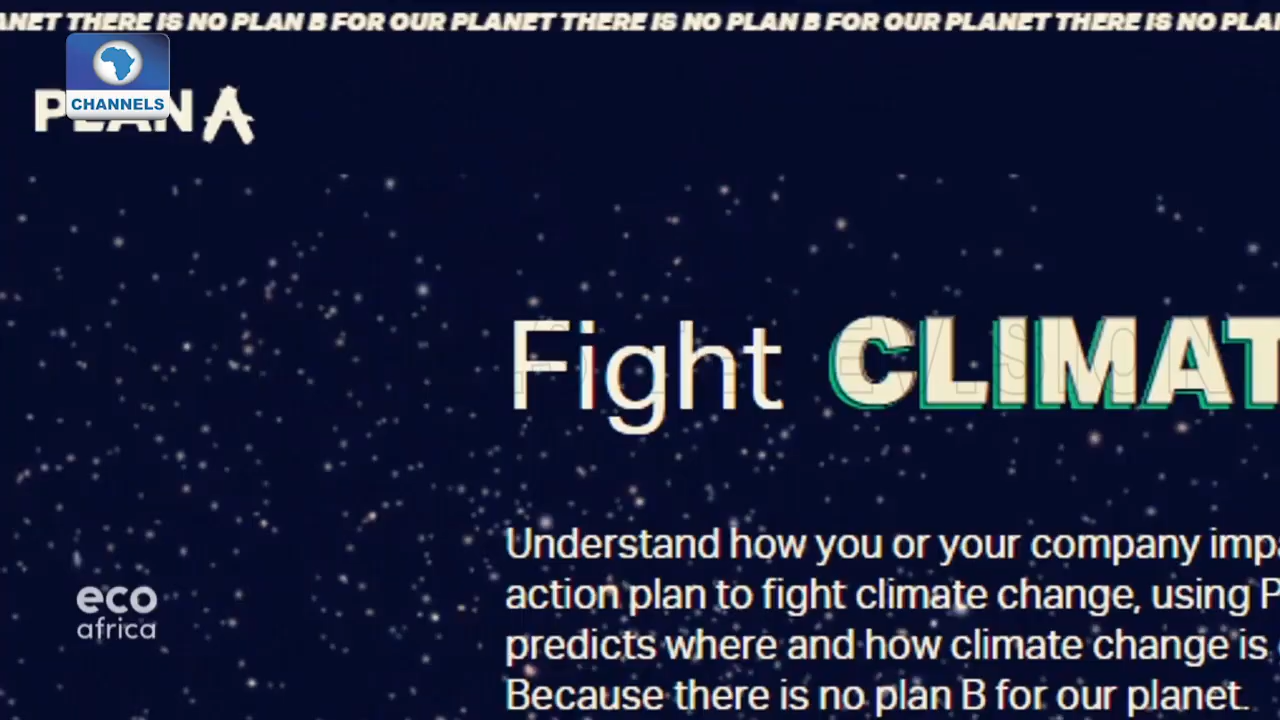 ANET THERE IS NO PLAN B FOR OUR PLANET THERE IS NO PLAN B FOR OUR PLANET THERE IS NO PLA
CHANNELS
PLAN A
Fight CLIMAT
Understand how you or your company impa
action plan to fight climate change, using P
predicts where and how climate change is
Because there is no plan B for our planet.
eco
africa